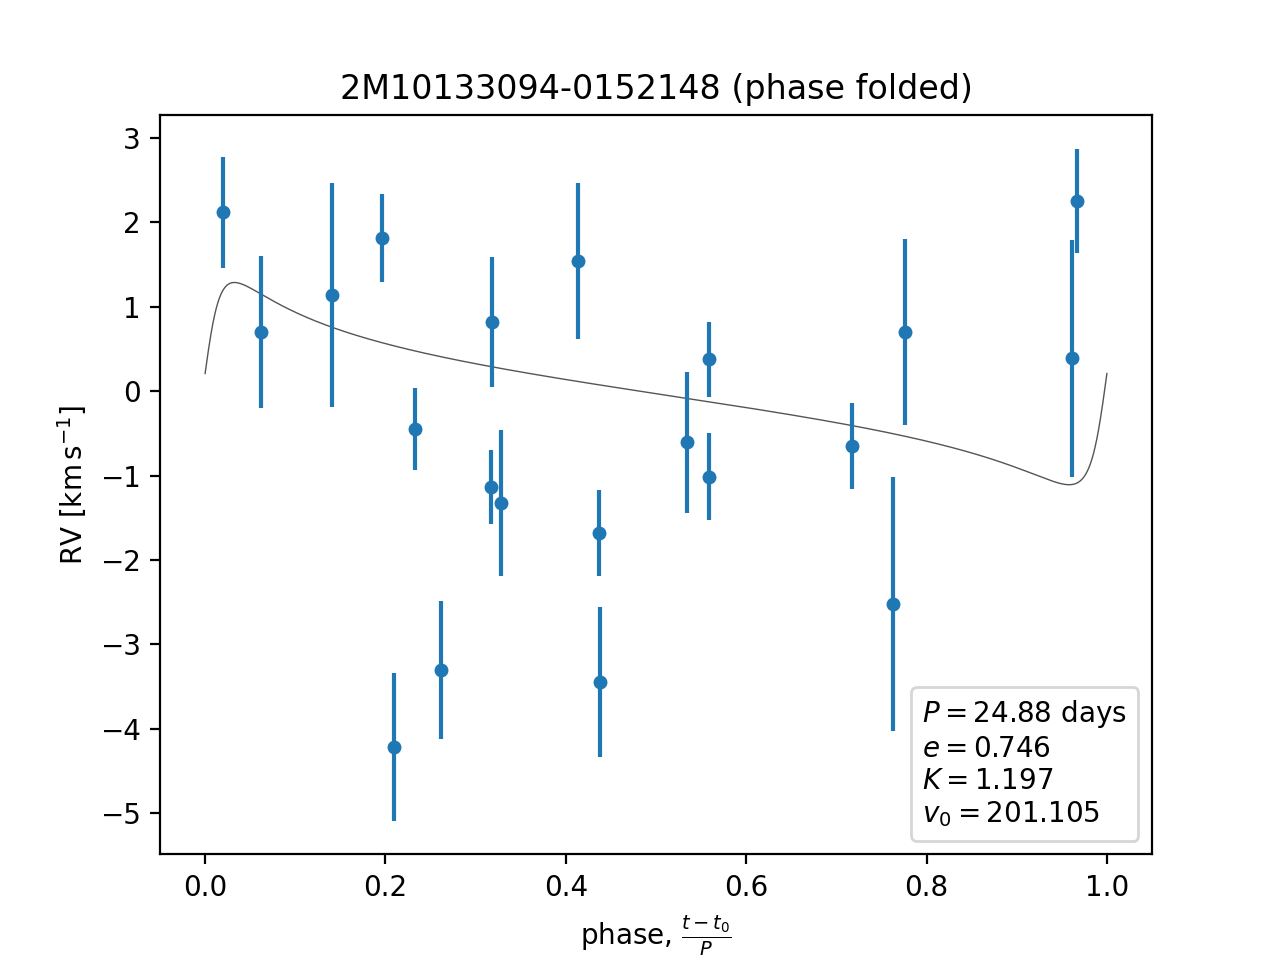 2M10133094-0152148 (phase folded)
RV [km s⁻¹]
3
2
1
0
−1
−2
−3
−4
−5
P = 24.88 days
e = 0.746
K = 1.197
v₀ = 201.105
0.0 0.2 0.4 0.6 0.8 1.0
phase, (t − t₀)/P